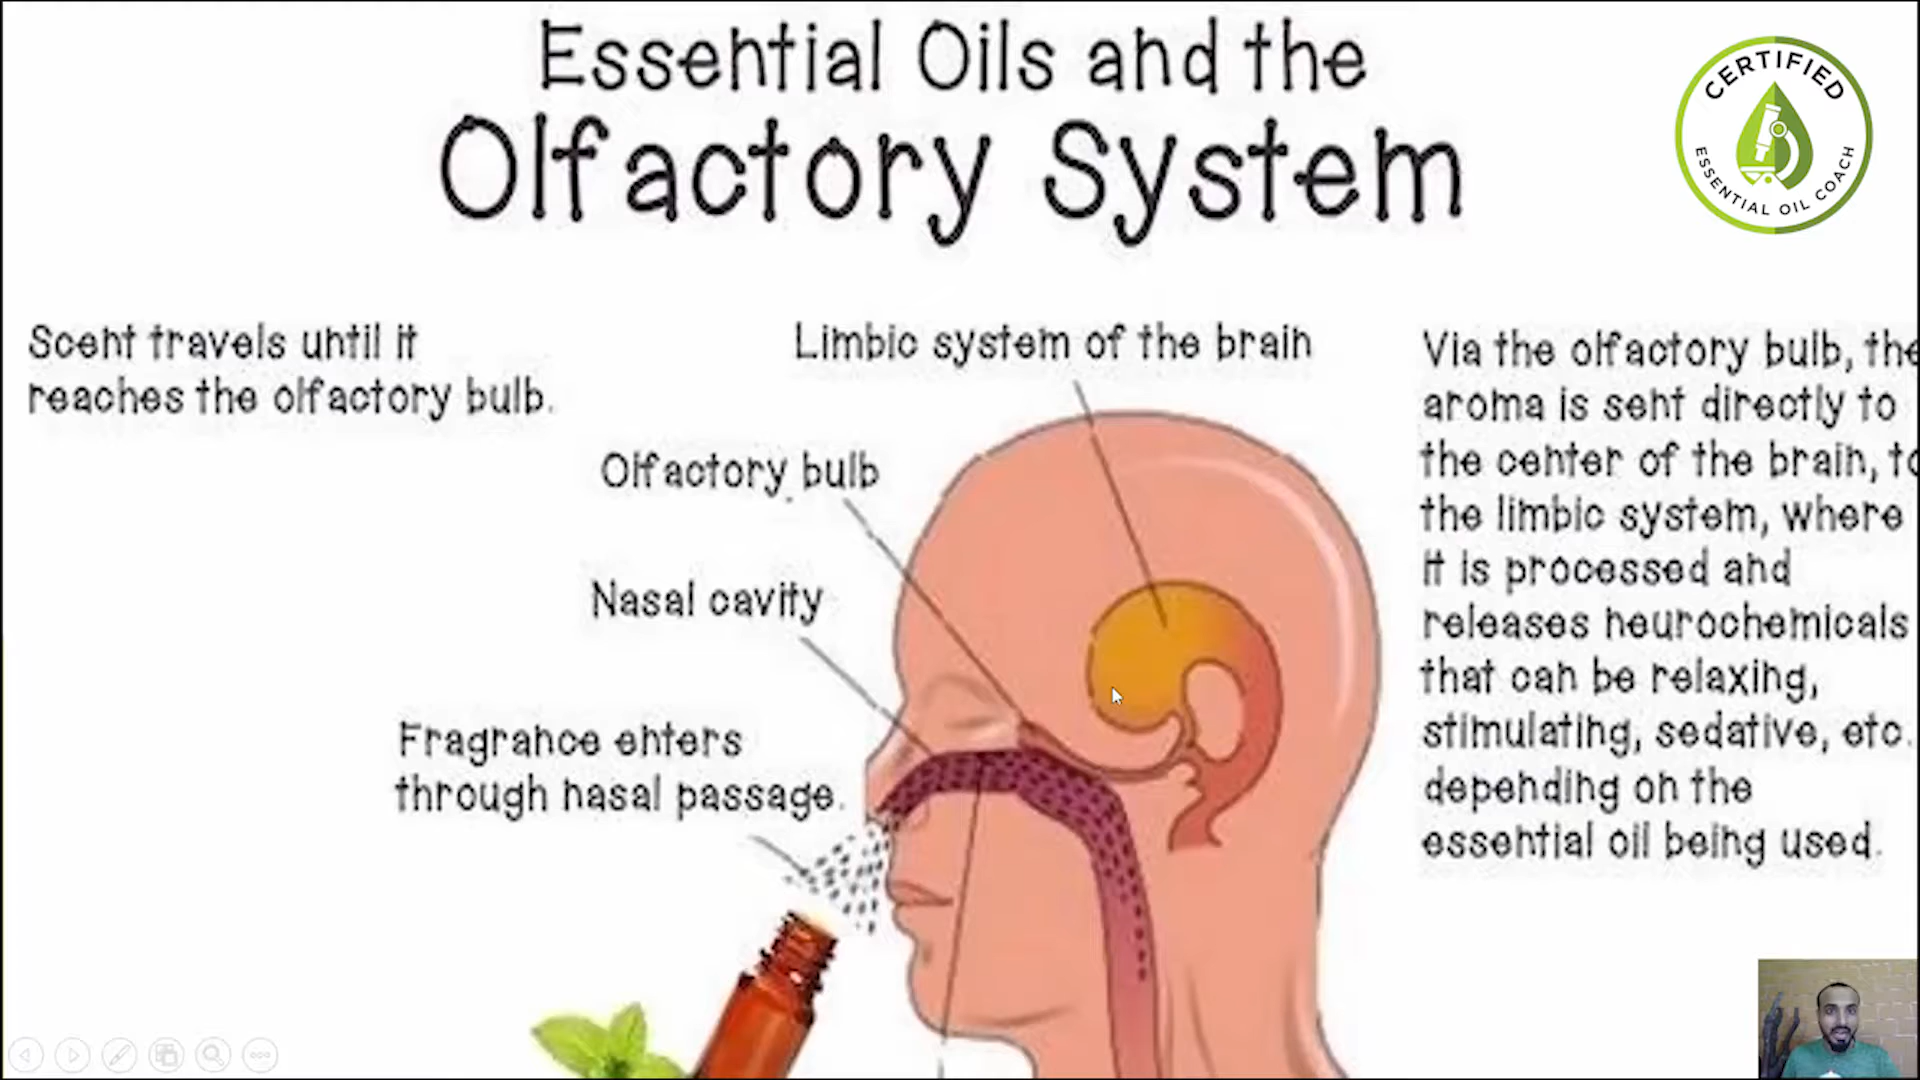 Essential Oils and the
Olfactory System
CERTIFIED
ESSENTIAL OIL COACH
Scent travels until it
reaches the olfactory bulb.
Limbic system of the brain
Olfactory bulb
Nasal cavity
Fragrance enters
through nasal passage.
Via the olfactory bulb, the
aroma is sent directly to
the center of the brain, to
the limbic system, where
it is processed and
releases neurochemicals
that can be relaxing,
stimulating, sedative, etc.
depending on the
essential oil being used.